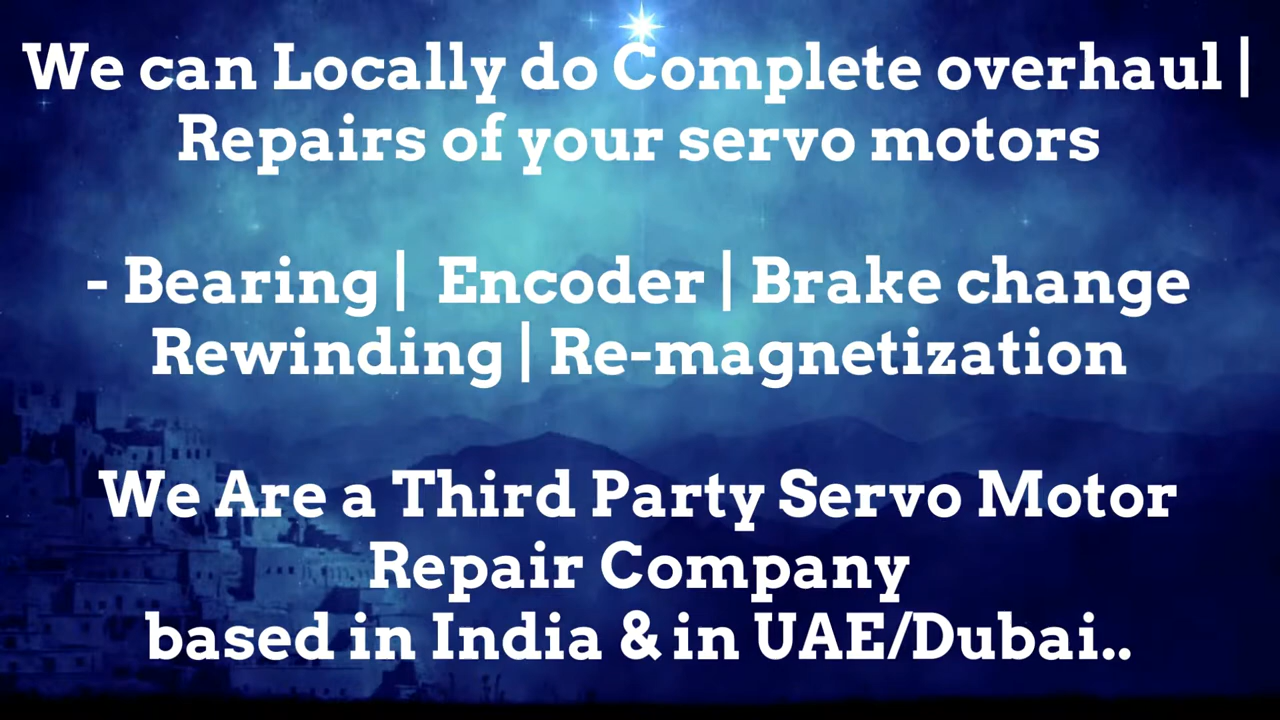 We can Locally do Complete overhaul |
Repairs of your servo motors
- Bearing | Encoder | Brake change
Rewinding | Re-magnetization
We Are a Third Party Servo Motor
Repair Company
based in India & in UAE/Dubai..